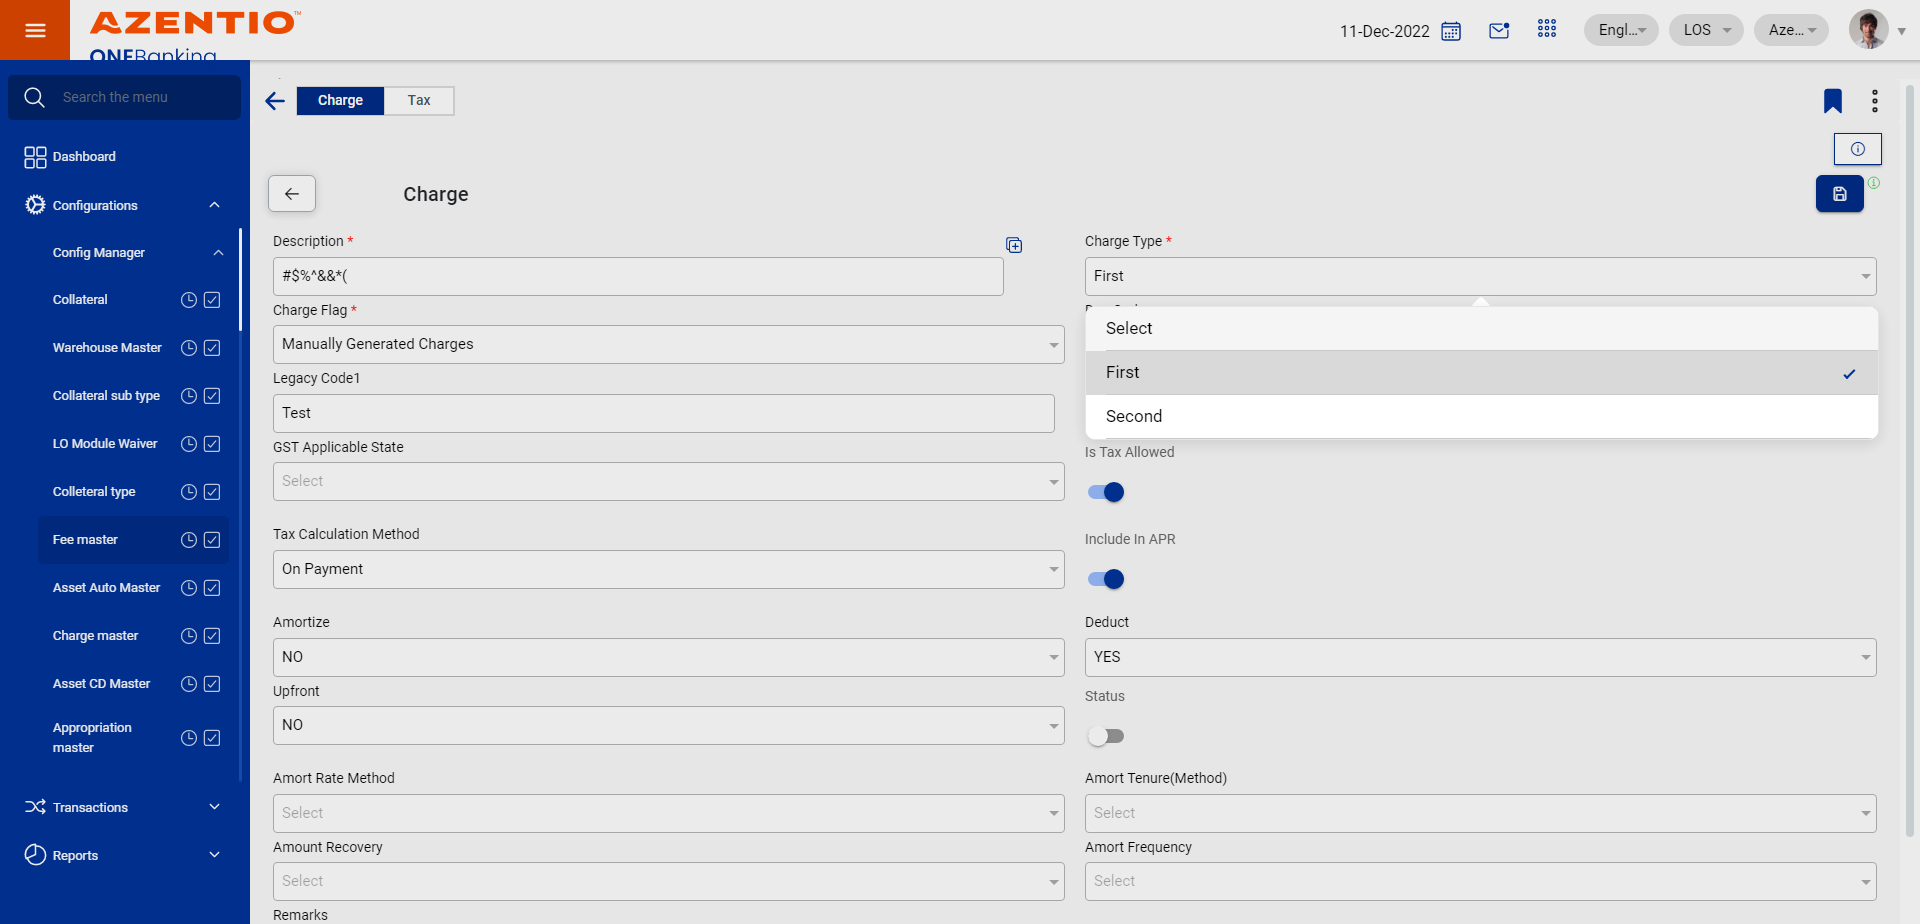 AZENTIO™
ONEBanking
11-Dec-2022
Engl...
LOS
Aze...
Search the menu
Dashboard
Configurations
Config Manager
Collateral
Warehouse Master
Collateral sub type
LO Module Waiver
Colleteral type
Fee master
Asset Auto Master
Charge master
Asset CD Master
Appropriation
master
Transactions
Reports
Charge
Tax
Charge
Description *
#$%^&&*(
Charge Type *
First
Select
First
Second
Charge Flag *
Manually Generated Charges
Legacy Code1
Test
GST Applicable State
Select
Is Tax Allowed
Tax Calculation Method
On Payment
Include In APR
Amortize
NO
Deduct
YES
Upfront
NO
Status
Amort Rate Method
Select
Amort Tenure(Method)
Select
Amount Recovery
Select
Amort Frequency
Select
Remarks